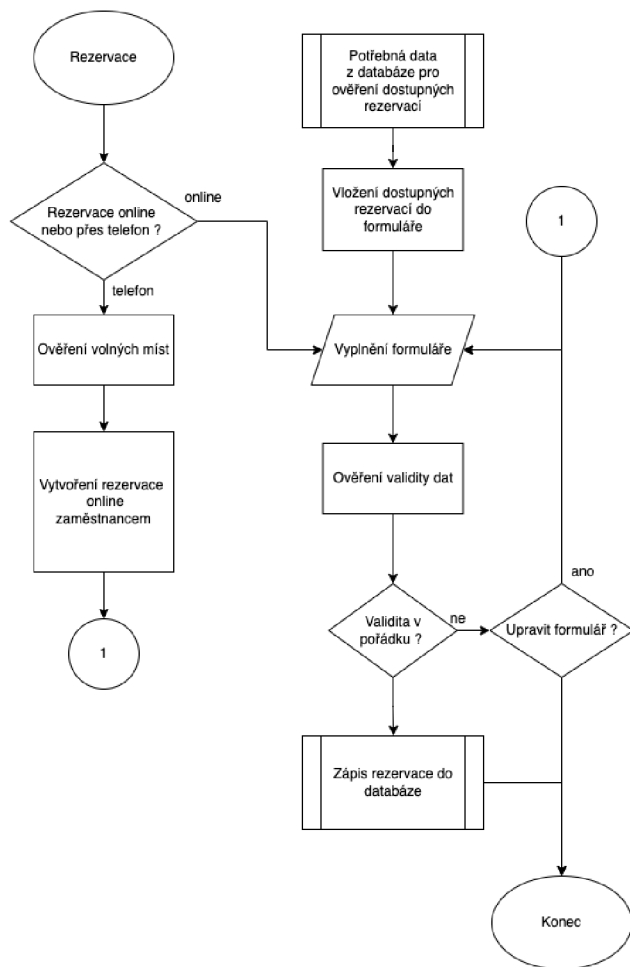 Rezervace
Potřebná data
z databáze pro
ověření dostupných
rezervací
Rezervace online
nebo přes telefon ?
online
telefon
Vložení dostupných
rezervací do
formuláře
1
Ověření volných míst
Vyplnění formuláře
Vytvoření rezervace
online
zaměstnancem
Ověření validity dat
1
Validita v
pořádku ?
ne
Upravit formulář ?
ano
Zápis rezervace do
databáze
Konec